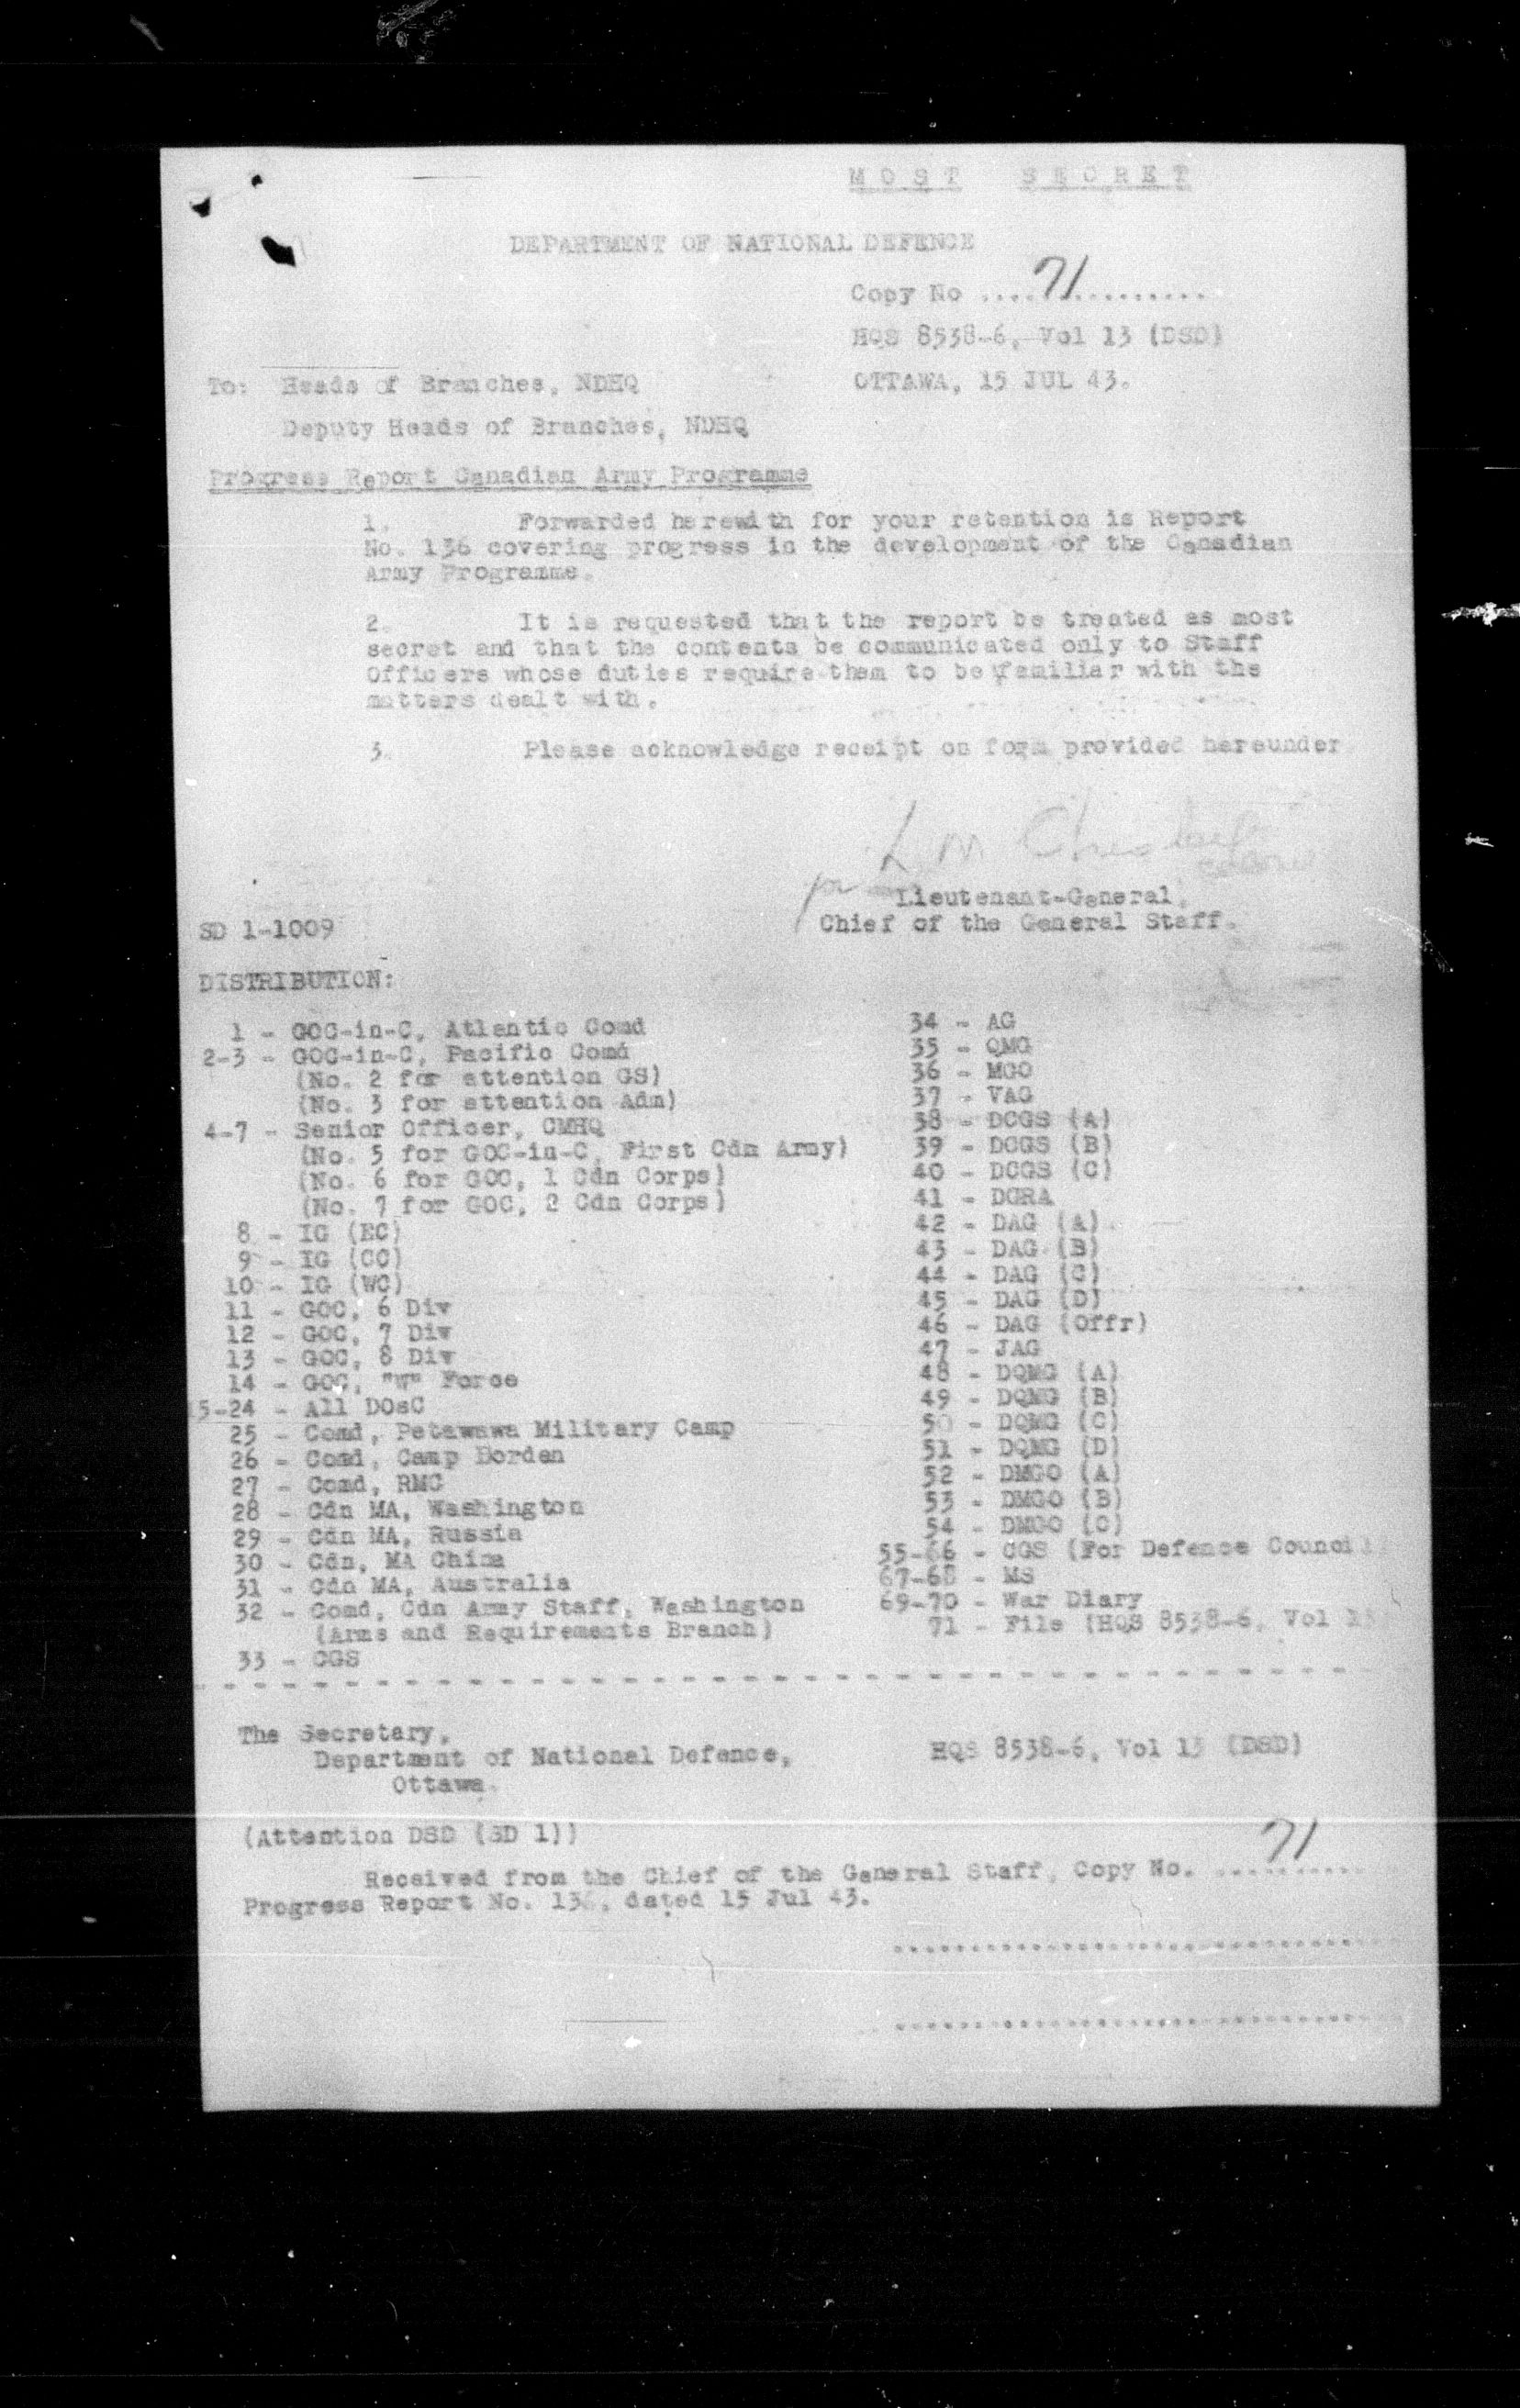 MOST SECRET
DEPARTMENT OF NATIONAL DEFENCE
Copy No ....71...............
HQS 8538-6, Vol 13 (DSD)
To: Heads of Branches, NDHQ
OTTAWA, 15 JUL 43.
Deputy Heads of Branches, NDHQ
Progress Report Canadian Army Programme
1. Forwarded herewith for your retention is Report
No. 136 covering progress in the development of the Canadian
Army Programme.
2. It is requested that the report be treated as most
secret and that the contents be communicated only to Staff
Officers whose duties require them to be familiar with the
matters dealt with.
3. Please acknowledge receipt on form provided hereunder
Lieutenant-General,
Chief of the General Staff.
SD 1-1009
DISTRIBUTION:
1 - GOC-in-C, Atlantic Comd
2-3 - GOC-in-C, Pacific Comd
(No. 2 for attention GS)
(No. 3 for attention Adm)
4-7 - Senior Officer, CMHQ
(No. 5 for GOC-in-C, First Cdn Army)
(No. 6 for GOC, 1 Cdn Corps)
(No. 7 for GOC, 2 Cdn Corps)
8 - IG (EC)
9 - IG (CC)
10 - IG (WC)
11 - GOC, 6 Div
12 - GOC, 7 Div
13 - GOC, 8 Div
14 - GOC, "W" Force
5-24 - All DOsC
25 - Comd, Petawawa Military Camp
26 - Comd, Camp Borden
27 - Comd, RMC
28 - Cdn MA, Washington
29 - Cdn MA, Russia
30 - Cdn, MA China
31 - Cdn MA, Australia
32 - Comd, Cdn Army Staff, Washington
(Arms and Requirements Branch)
33 - CGS
34 - AG
35 - QMG
36 - MGO
37 - VAG
38 - DCGS (A)
39 - DCGS (B)
40 - DCGS (C)
41 - DGRA
42 - DAG (A)
43 - DAG (B)
44 - DAG (C)
45 - DAG (D)
46 - DAG (Offr)
47 - JAG
48 - DQMG (A)
49 - DQMG (B)
50 - DQMG (C)
51 - DQMG (D)
52 - DMGO (A)
53 - DMGO (B)
54 - DMGO (C)
55-66 - CGS (For Defence Council)
67-68 - MS
69-70 - War Diary
71 - File (HQS 8538-6, Vol 13
The Secretary,
Department of National Defence,
Ottawa.
HQS 8538-6, Vol 13 (DSD)
(Attention DSD (SD 1))
Received from the Chief of the General Staff, Copy No. ....71....
Progress Report No. 136, dated 15 Jul 43.